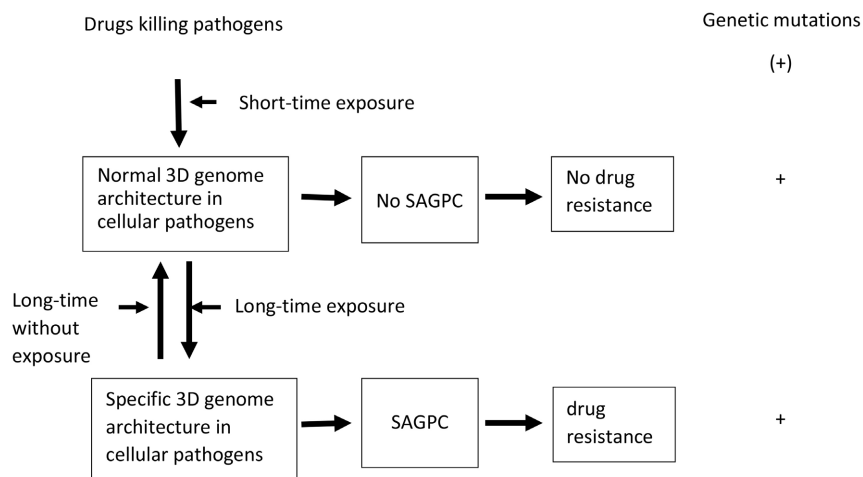 Drugs killing pathogens
Genetic mutations
(+)
Short-time exposure
Normal 3D genome
architecture in
cellular pathogens
No SAGPC
No drug
resistance
+
Long-time
without
exposure
Long-time exposure
Specific 3D genome
architecture in
cellular pathogens
SAGPC
drug
resistance
+